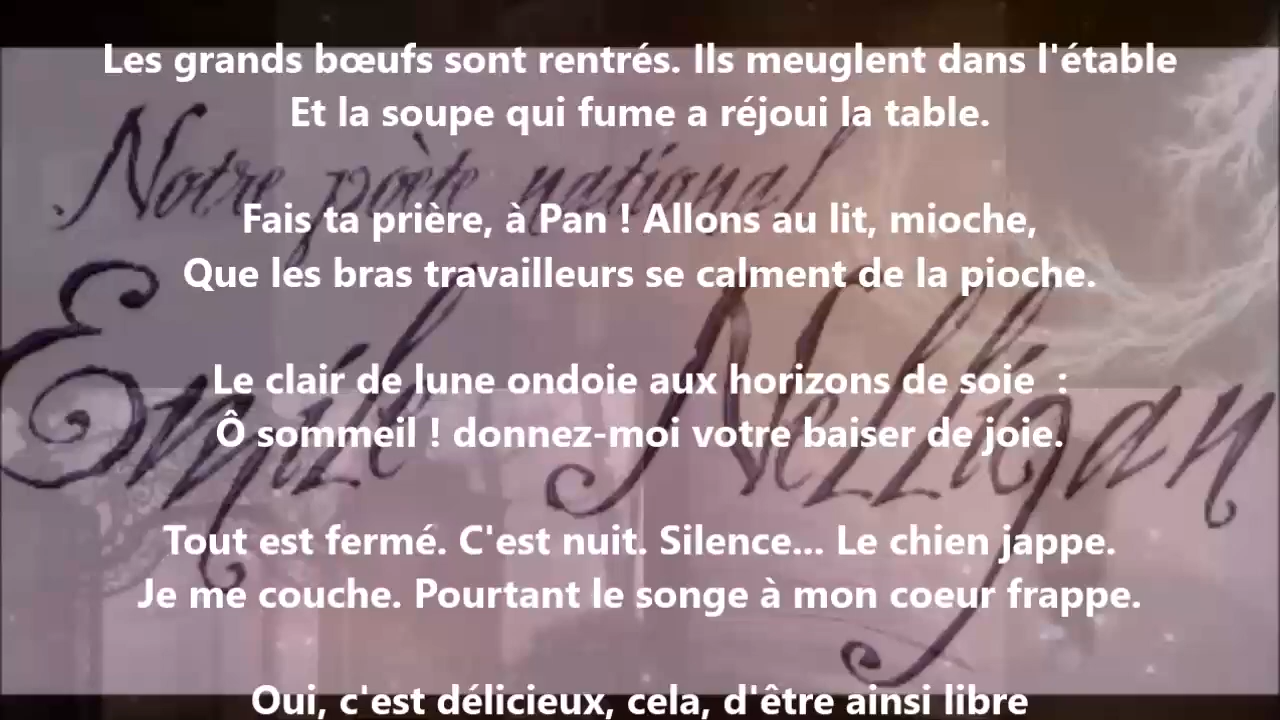 Les grands bœufs sont rentrés. Ils meuglent dans l'étable
Et la soupe qui fume a réjoui la table.
Notre poète national
Fais ta prière, à Pan ! Allons au lit, mioche,
Que les bras travailleurs se calment de la pioche.
Emile Nelligan
Le clair de lune ondoie aux horizons de soie :
Ô sommeil ! donnez-moi votre baiser de joie.
Tout est fermé. C'est nuit. Silence... Le chien jappe.
Je me couche. Pourtant le songe à mon coeur frappe.
Oui, c'est délicieux, cela, d'être ainsi libre